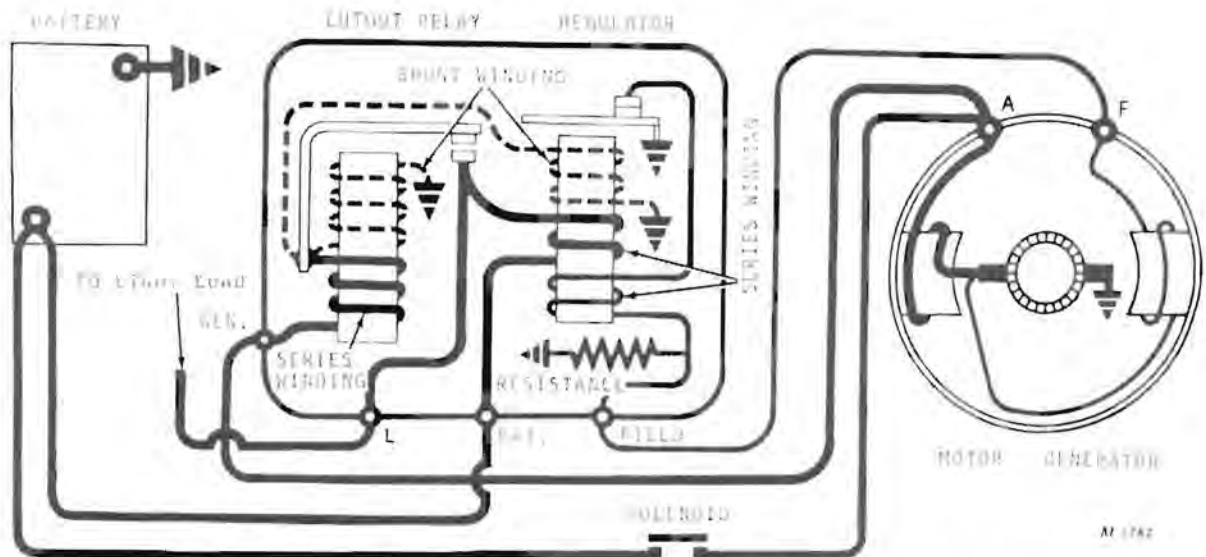 BATTERY
CUTOUT RELAY
REGULATOR
SHUNT WINDING
A
F
SERIES WINDING
TO LIGHT LOAD
GEN.
SERIES
WINDING
RESISTANCE
L
BAT.
FIELD
MOTOR GENERATOR
SOLENOID